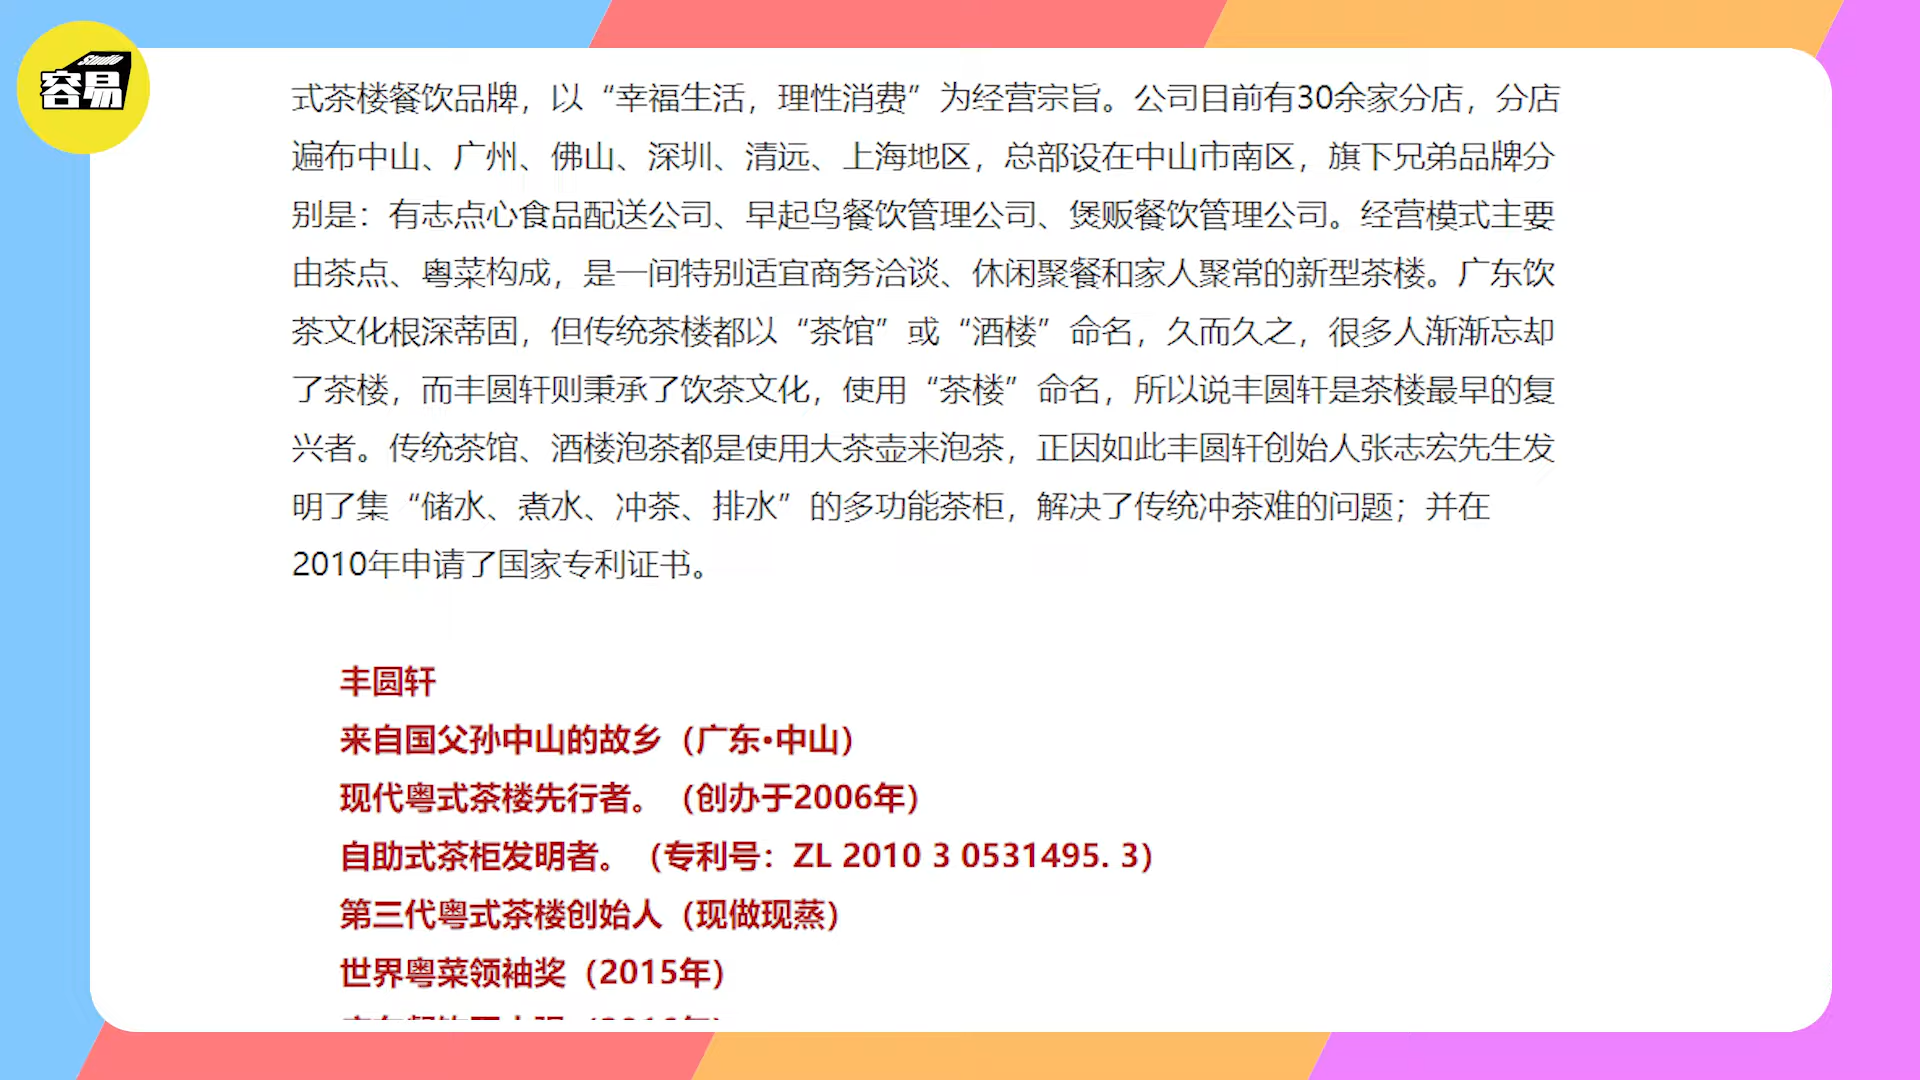 Studio
容易
式茶楼餐饮品牌，以“幸福生活，理性消费”为经营宗旨。公司目前有30余家分店，分店
遍布中山、广州、佛山、深圳、清远、上海地区，总部设在中山市南区，旗下兄弟品牌分
别是：有志点心食品配送公司、早起鸟餐饮管理公司、煲贩餐饮管理公司。经营模式主要
由茶点、粤菜构成，是一间特别适宜商务洽谈、休闲聚餐和家人聚常的新型茶楼。广东饮
茶文化根深蒂固，但传统茶楼都以“茶馆”或“酒楼”命名，久而久之，很多人渐渐忘却
了茶楼，而丰圆轩则秉承了饮茶文化，使用“茶楼”命名，所以说丰圆轩是茶楼最早的复
兴者。传统茶馆、酒楼泡茶都是使用大茶壶来泡茶，正因如此丰圆轩创始人张志宏先生发
明了集“储水、煮水、冲茶、排水”的多功能茶柜，解决了传统冲茶难的问题；并在
2010年申请了国家专利证书。
丰圆轩
来自国父孙中山的故乡（广东·中山）
现代粤式茶楼先行者。（创办于2006年）
自助式茶柜发明者。（专利号：ZL 2010 3 0531495. 3）
第三代粤式茶楼创始人（现做现蒸）
世界粤菜领袖奖（2015年）